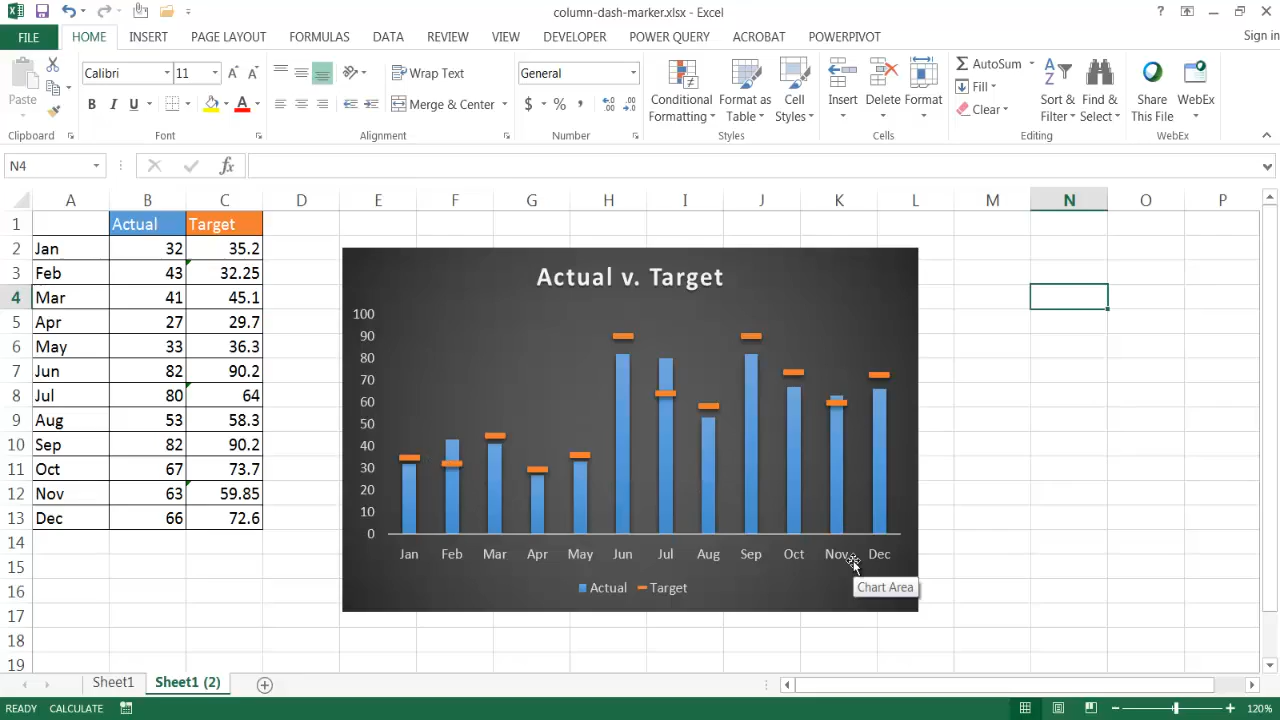 column-dash-marker.xlsx - Excel
?
Sign in
FILE HOME INSERT PAGE LAYOUT FORMULAS DATA REVIEW VIEW DEVELOPER POWER QUERY ACROBAT POWERPIVOT
Paste
Calibri 11
B I U A
Wrap Text
Merge & Center
General
$ % ,
Conditional Formatting
Format as Table
Cell Styles
Insert Delete Format
AutoSum
Fill
Clear
Sort & Filter
Find & Select
Share This File
WebEx
Clipboard Font Alignment Number Styles Cells Editing WebEx
N4 fx
A B C D E F G H I J K L M N O P
1 Actual Target
2 Jan 32 35.2
3 Feb 43 32.25
4 Mar 41 45.1
5 Apr 27 29.7
6 May 33 36.3
7 Jun 82 90.2
8 Jul 80 64
9 Aug 53 58.3
10 Sep 82 90.2
11 Oct 67 73.7
12 Nov 63 59.85
13 Dec 66 72.6
14
15
16
17
18
19
Actual v. Target
100
90
80
70
60
50
40
30
20
10
0
Jan Feb Mar Apr May Jun Jul Aug Sep Oct Nov Dec
Actual Target
Chart Area
Sheet1 Sheet1 (2)
READY CALCULATE 120%